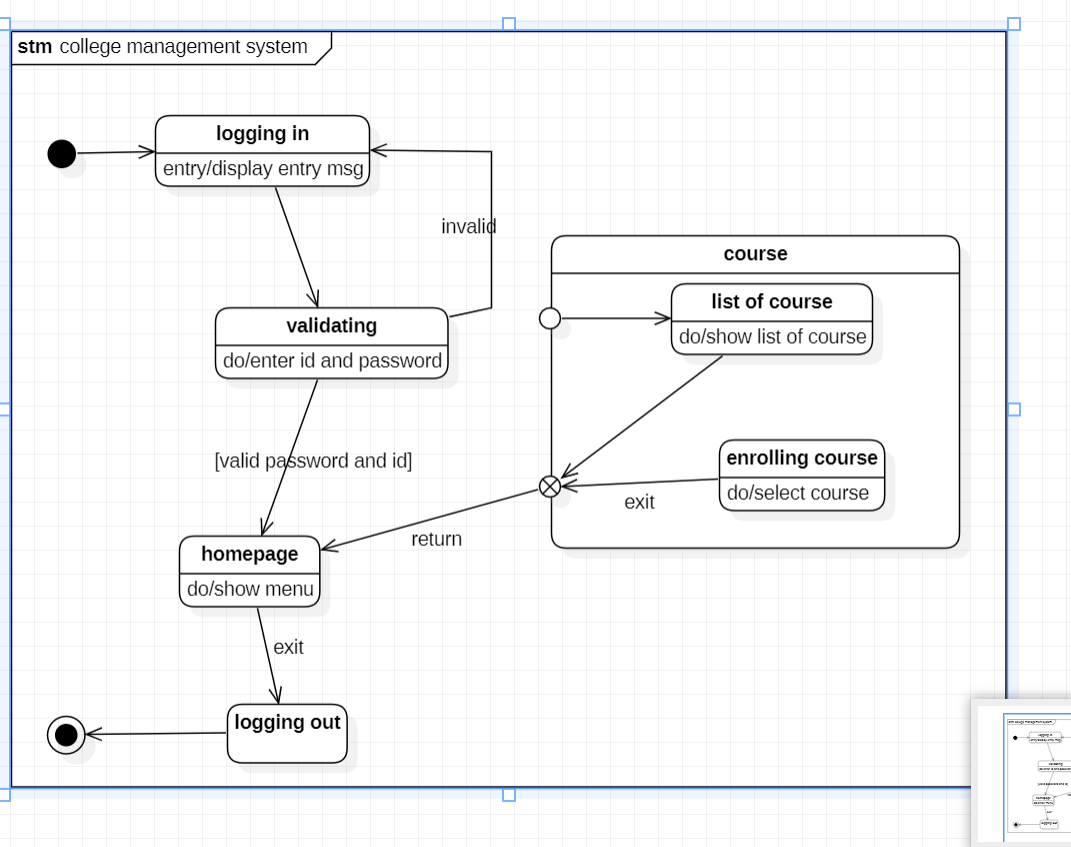 stm college management system
logging in
entry/display entry msg
invalid
course
list of course
do/show list of course
validating
do/enter id and password
[valid password and id]
enrolling course
do/select course
exit
return
homepage
do/show menu
exit
logging out